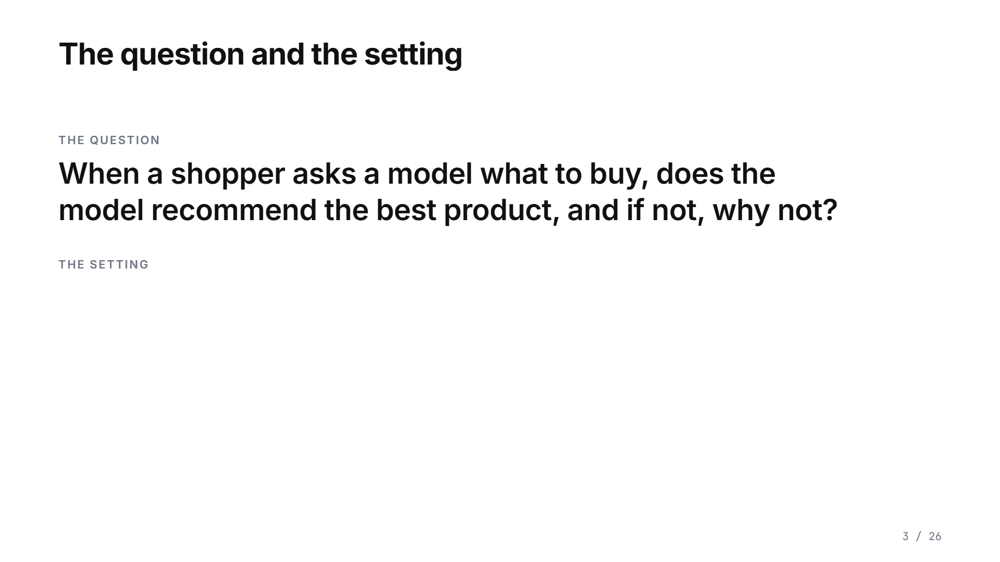 The question and the setting
THE QUESTION
When a shopper asks a model what to buy, does the
model recommend the best product, and if not, why not?
THE SETTING
3 / 26